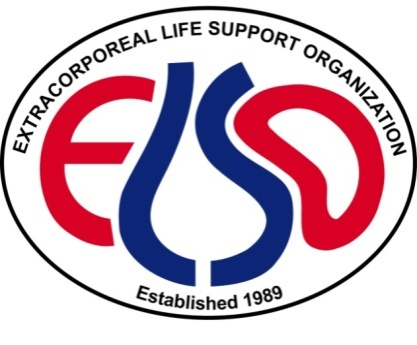 EXTRACORPOREAL LIFE SUPPORT ORGANIZATION
ELSO
Established 1989